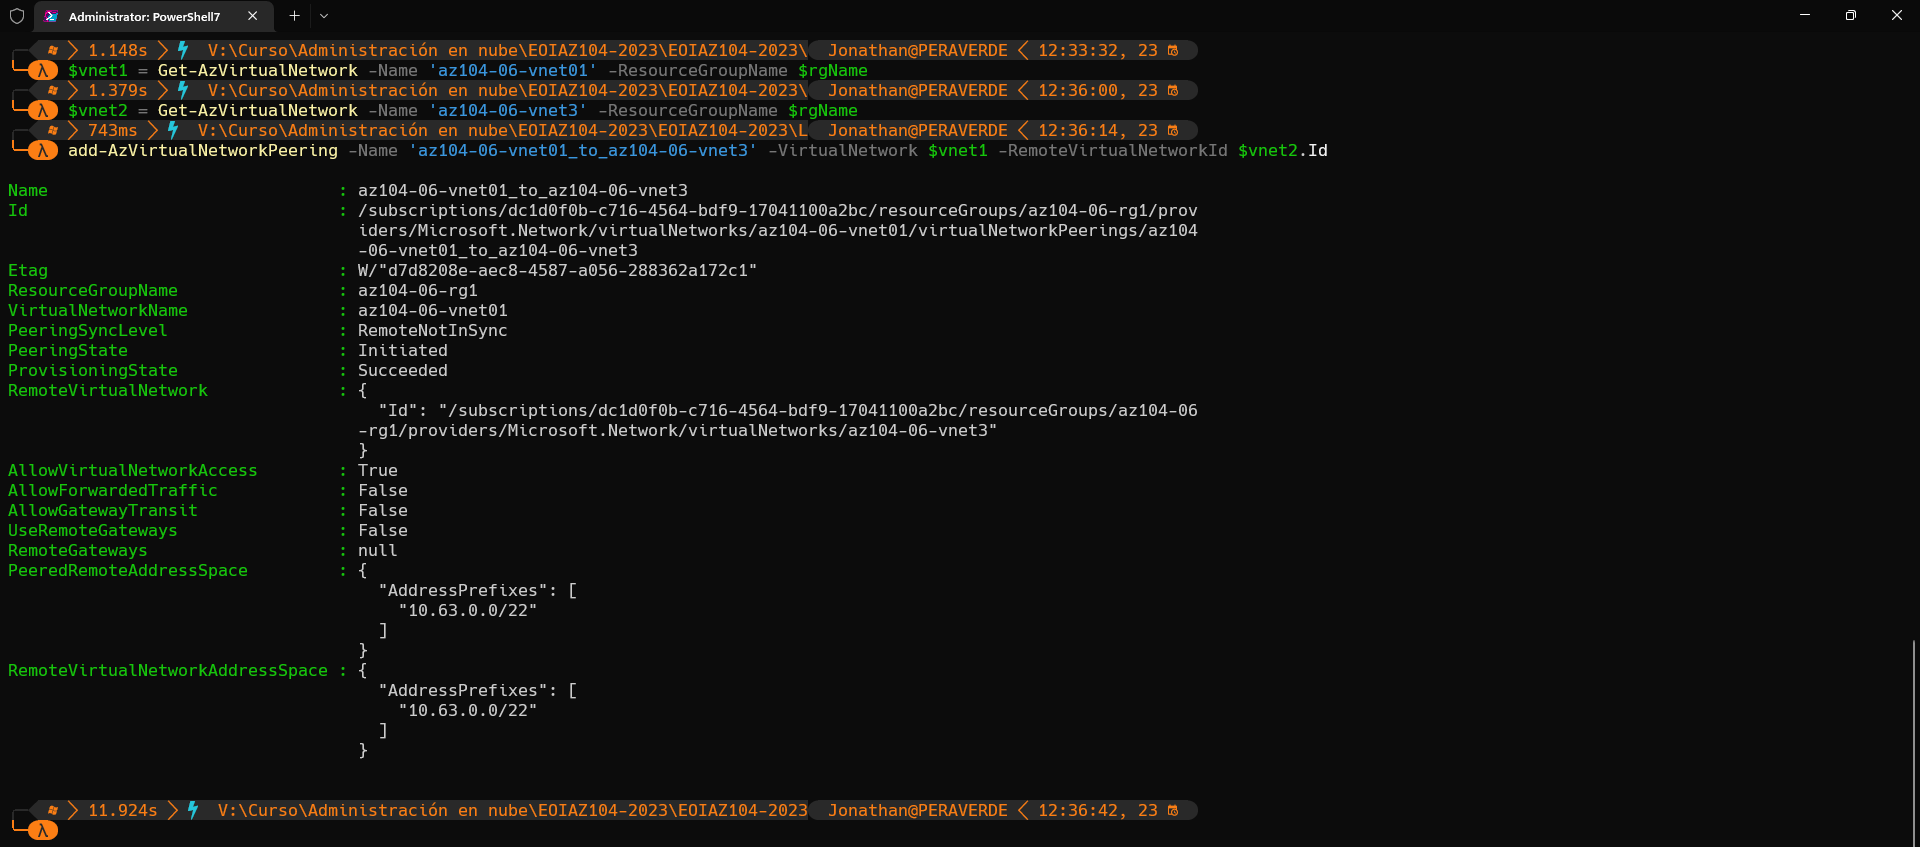 Administrator: PowerShell7
1.148s V:\Curso\Administración en nube\EOIAZ104-2023\EOIAZ104-2023\ Jonathan@PERAVERDE 12:33:32, 23
λ $vnet1 = Get-AzVirtualNetwork -Name 'az104-06-vnet01' -ResourceGroupName $rgName
1.379s V:\Curso\Administración en nube\EOIAZ104-2023\EOIAZ104-2023\ Jonathan@PERAVERDE 12:36:00, 23
λ $vnet2 = Get-AzVirtualNetwork -Name 'az104-06-vnet3' -ResourceGroupName $rgName
743ms V:\Curso\Administración en nube\EOIAZ104-2023\EOIAZ104-2023\L Jonathan@PERAVERDE 12:36:14, 23
λ add-AzVirtualNetworkPeering -Name 'az104-06-vnet01_to_az104-06-vnet3' -VirtualNetwork $vnet1 -RemoteVirtualNetworkId $vnet2.Id
Name : az104-06-vnet01_to_az104-06-vnet3
Id : /subscriptions/dc1d0f0b-c716-4564-bdf9-17041100a2bc/resourceGroups/az104-06-rg1/prov
iders/Microsoft.Network/virtualNetworks/az104-06-vnet01/virtualNetworkPeerings/az104
-06-vnet01_to_az104-06-vnet3
Etag : W/"d7d8208e-aec8-4587-a056-288362a172c1"
ResourceGroupName : az104-06-rg1
VirtualNetworkName : az104-06-vnet01
PeeringSyncLevel : RemoteNotInSync
PeeringState : Initiated
ProvisioningState : Succeeded
RemoteVirtualNetwork : {
"Id": "/subscriptions/dc1d0f0b-c716-4564-bdf9-17041100a2bc/resourceGroups/az104-06
-rg1/providers/Microsoft.Network/virtualNetworks/az104-06-vnet3"
}
AllowVirtualNetworkAccess : True
AllowForwardedTraffic : False
AllowGatewayTransit : False
UseRemoteGateways : False
RemoteGateways : null
PeeredRemoteAddressSpace : {
"AddressPrefixes": [
"10.63.0.0/22"
]
}
RemoteVirtualNetworkAddressSpace : {
"AddressPrefixes": [
"10.63.0.0/22"
]
}
11.924s V:\Curso\Administración en nube\EOIAZ104-2023\EOIAZ104-2023 Jonathan@PERAVERDE 12:36:42, 23
λ